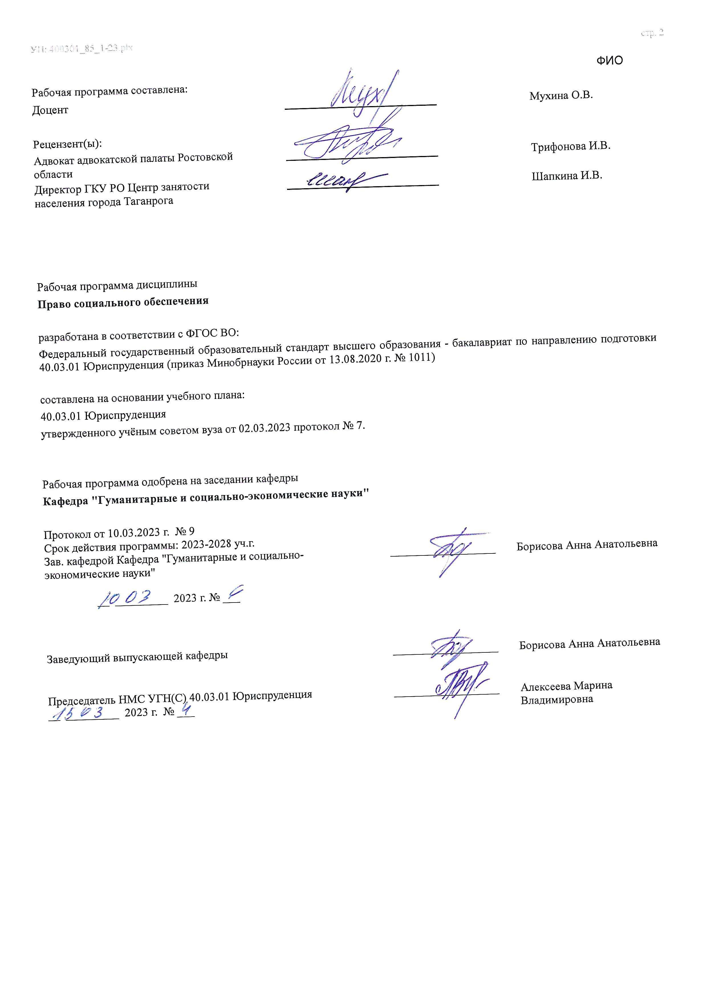 стр. 2
УП: 400301_85_1-23.plx
ФИО
Рабочая программа составлена:
Доцент
Мухина О.В.
Рецензент(ы):
Адвокат адвокатской палаты Ростовской
области
Трифонова И.В.
Директор ГКУ РО Центр занятости
населения города Таганрога
Шапкина И.В.
Рабочая программа дисциплины
Право социального обеспечения
разработана в соответствии с ФГОС ВО:
Федеральный государственный образовательный стандарт высшего образования - бакалавриат по направлению подготовки
40.03.01 Юриспруденция (приказ Минобрнауки России от 13.08.2020 г. № 1011)
составлена на основании учебного плана:
40.03.01 Юриспруденция
утвержденного учёным советом вуза от 02.03.2023 протокол № 7.
Рабочая программа одобрена на заседании кафедры
Кафедра "Гуманитарные и социально-экономические науки"
Протокол от 10.03.2023 г. № 9
Срок действия программы: 2023-2028 уч.г.
Зав. кафедрой Кафедра "Гуманитарные и социально-
экономические науки"
Борисова Анна Анатольевна
10 03 2023 г. №
Заведующий выпускающей кафедры
Борисова Анна Анатольевна
Председатель НМС УГН(С) 40.03.01 Юриспруденция
Алексеева Марина
Владимировна
15 03 2023 г. № 4